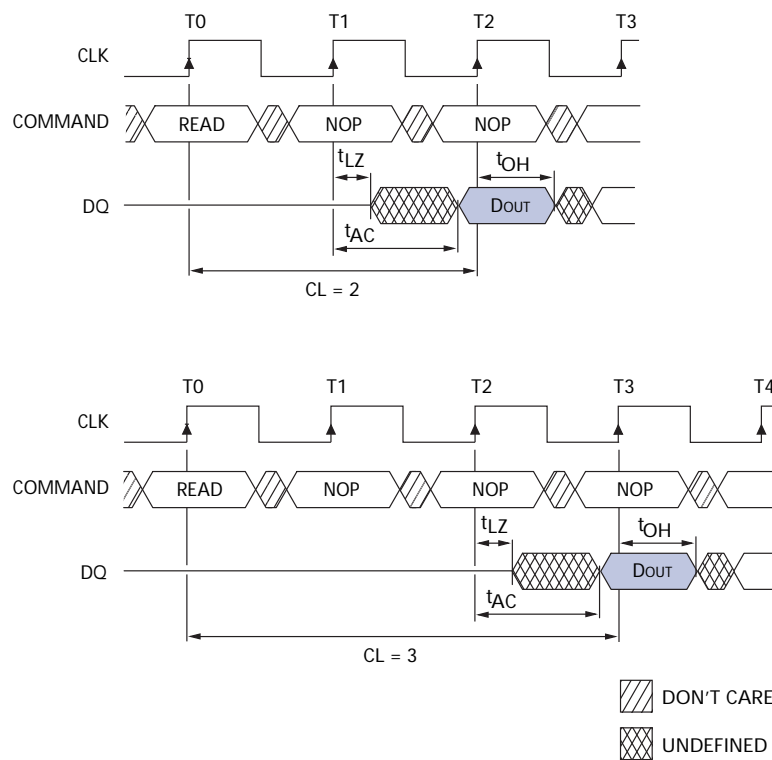 T0 T1 T2 T3
CLK
COMMAND READ NOP NOP
tLZ tOH
DQ DOUT
tAC
CL = 2
T0 T1 T2 T3 T4
CLK
COMMAND READ NOP NOP NOP
tLZ tOH
DQ DOUT
tAC
CL = 3
DON'T CARE
UNDEFINED